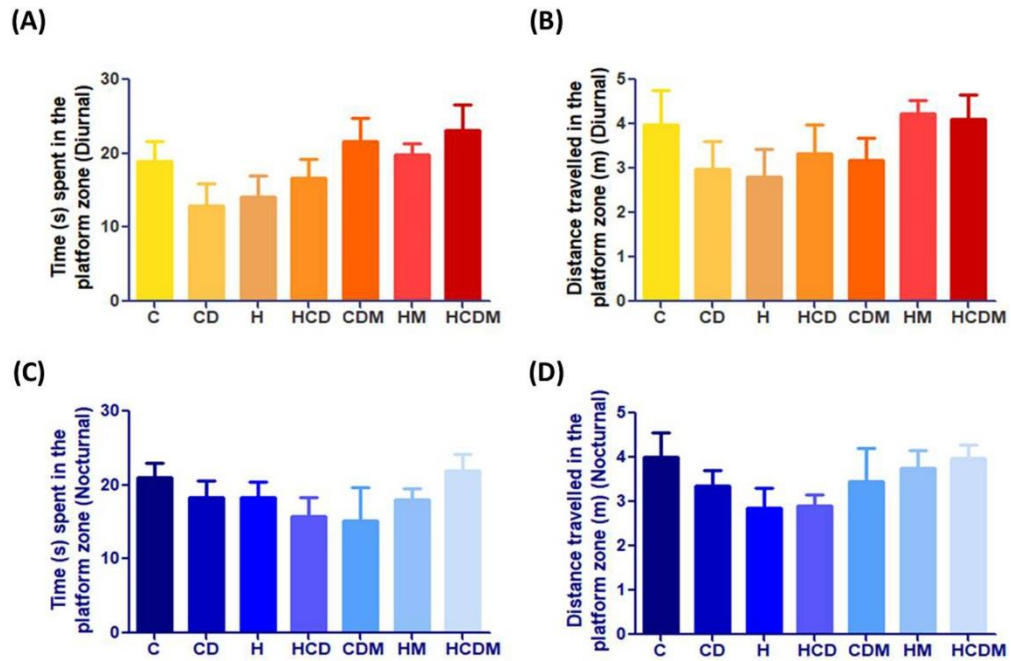 (A)
Time (s) spent in the
platform zone (Diurnal)
30
20
10
0
C CD H HCD CDM HM HCDM
(B)
Distance travelled in the
platform zone (m) (Diurnal)
5
4
3
2
1
0
C CD H HCD CDM HM HCDM
(C)
Time (s) spent in the
platform zone (Nocturnal)
30
20
10
0
C CD H HCD CDM HM HCDM
(D)
Distance travelled in the
platform zone (m) (Nocturnal)
5
4
3
2
1
0
C CD H HCD CDM HM HCDM